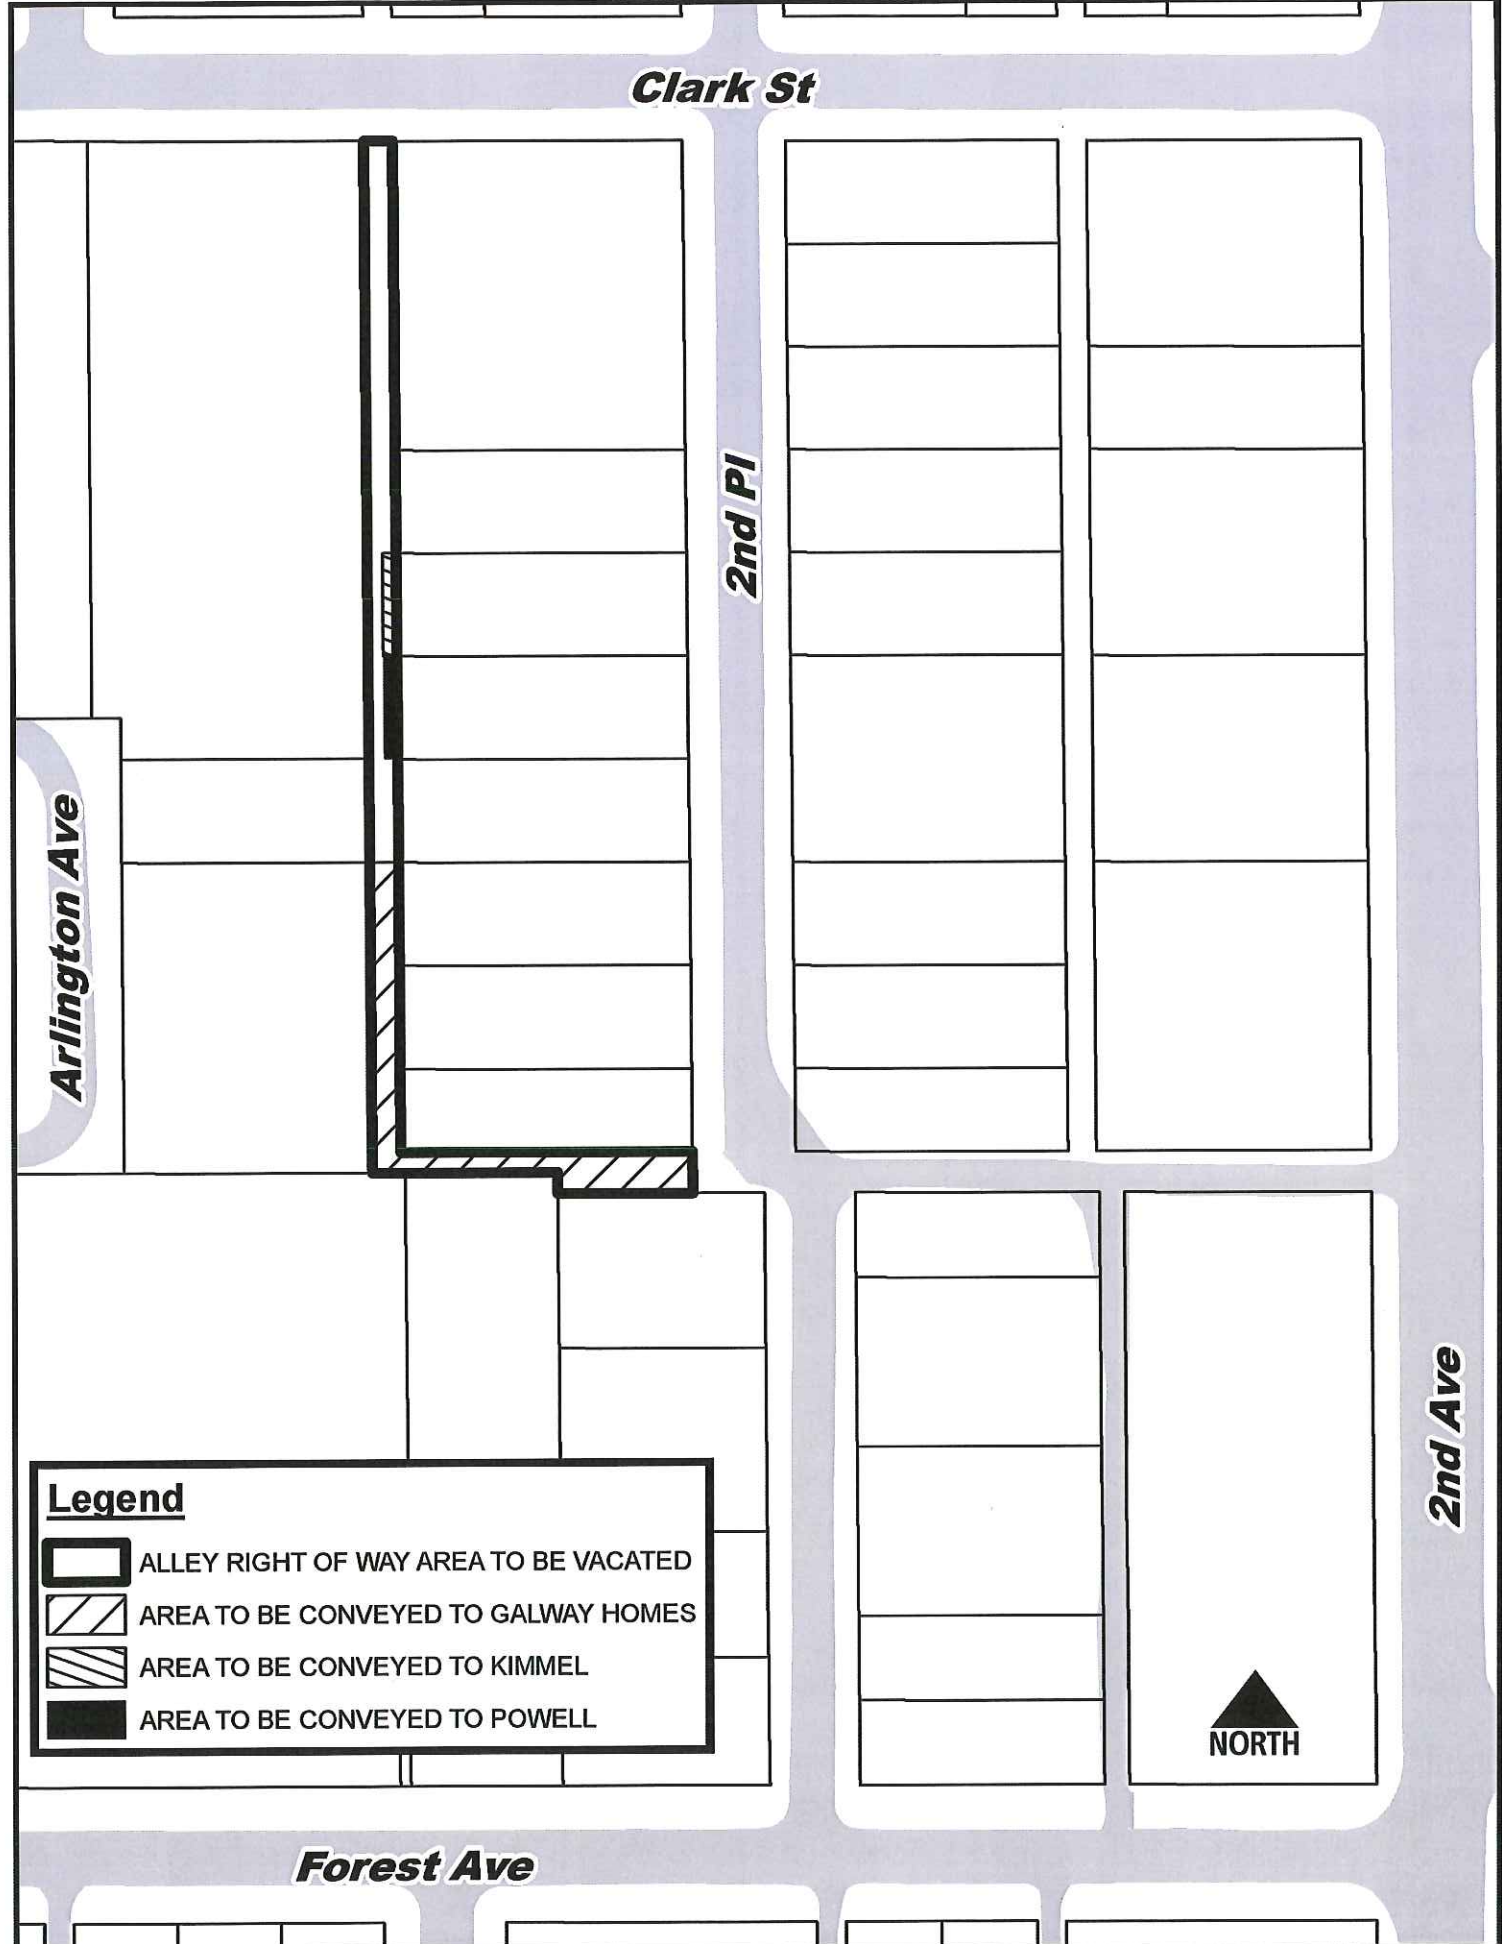 Clark St
2nd Pl
Arlington Ave
2nd Ave
Legend
ALLEY RIGHT OF WAY AREA TO BE VACATED
AREA TO BE CONVEYED TO GALWAY HOMES
AREA TO BE CONVEYED TO KIMMEL
AREA TO BE CONVEYED TO POWELL
NORTH
Forest Ave